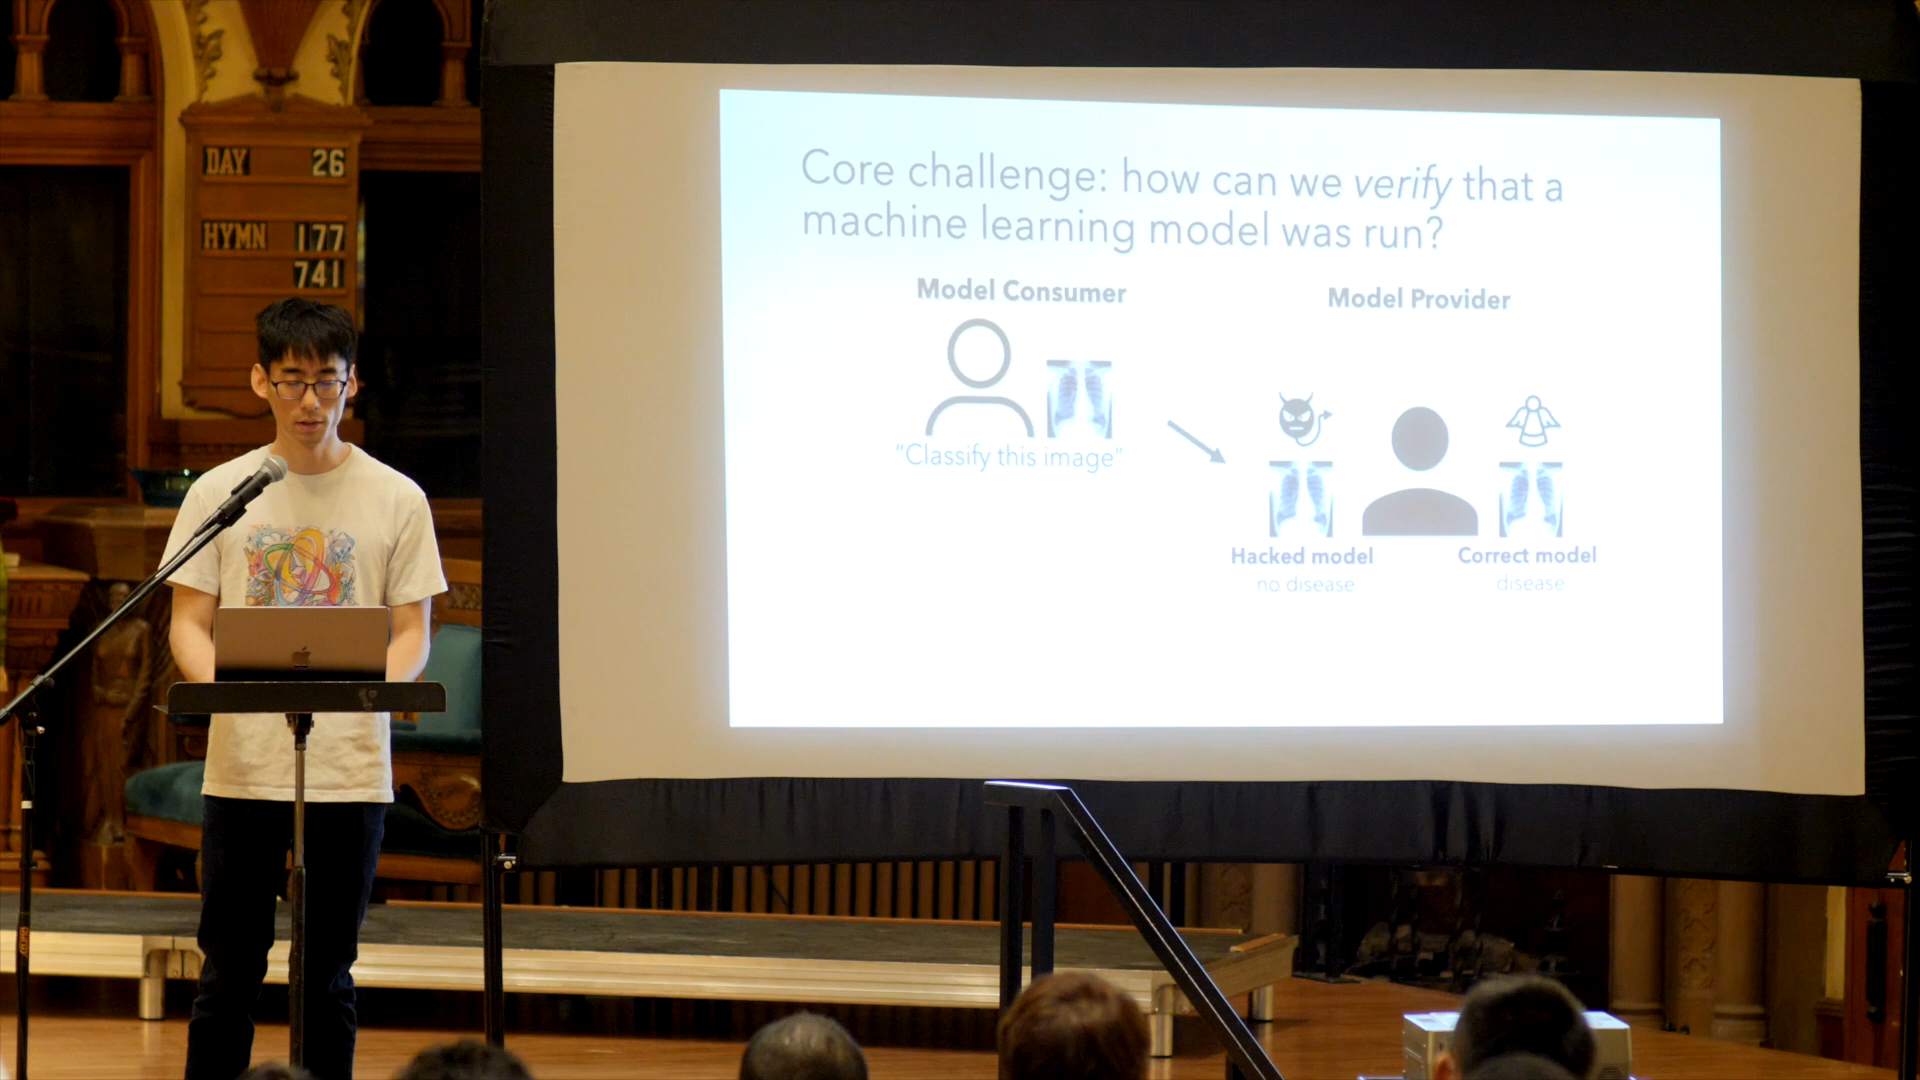 DAY 26
HYMN 177
741
Core challenge: how can we verify that a
machine learning model was run?
Model Consumer
Model Provider
"Classify this image"
Hacked model
no disease
Correct model
disease